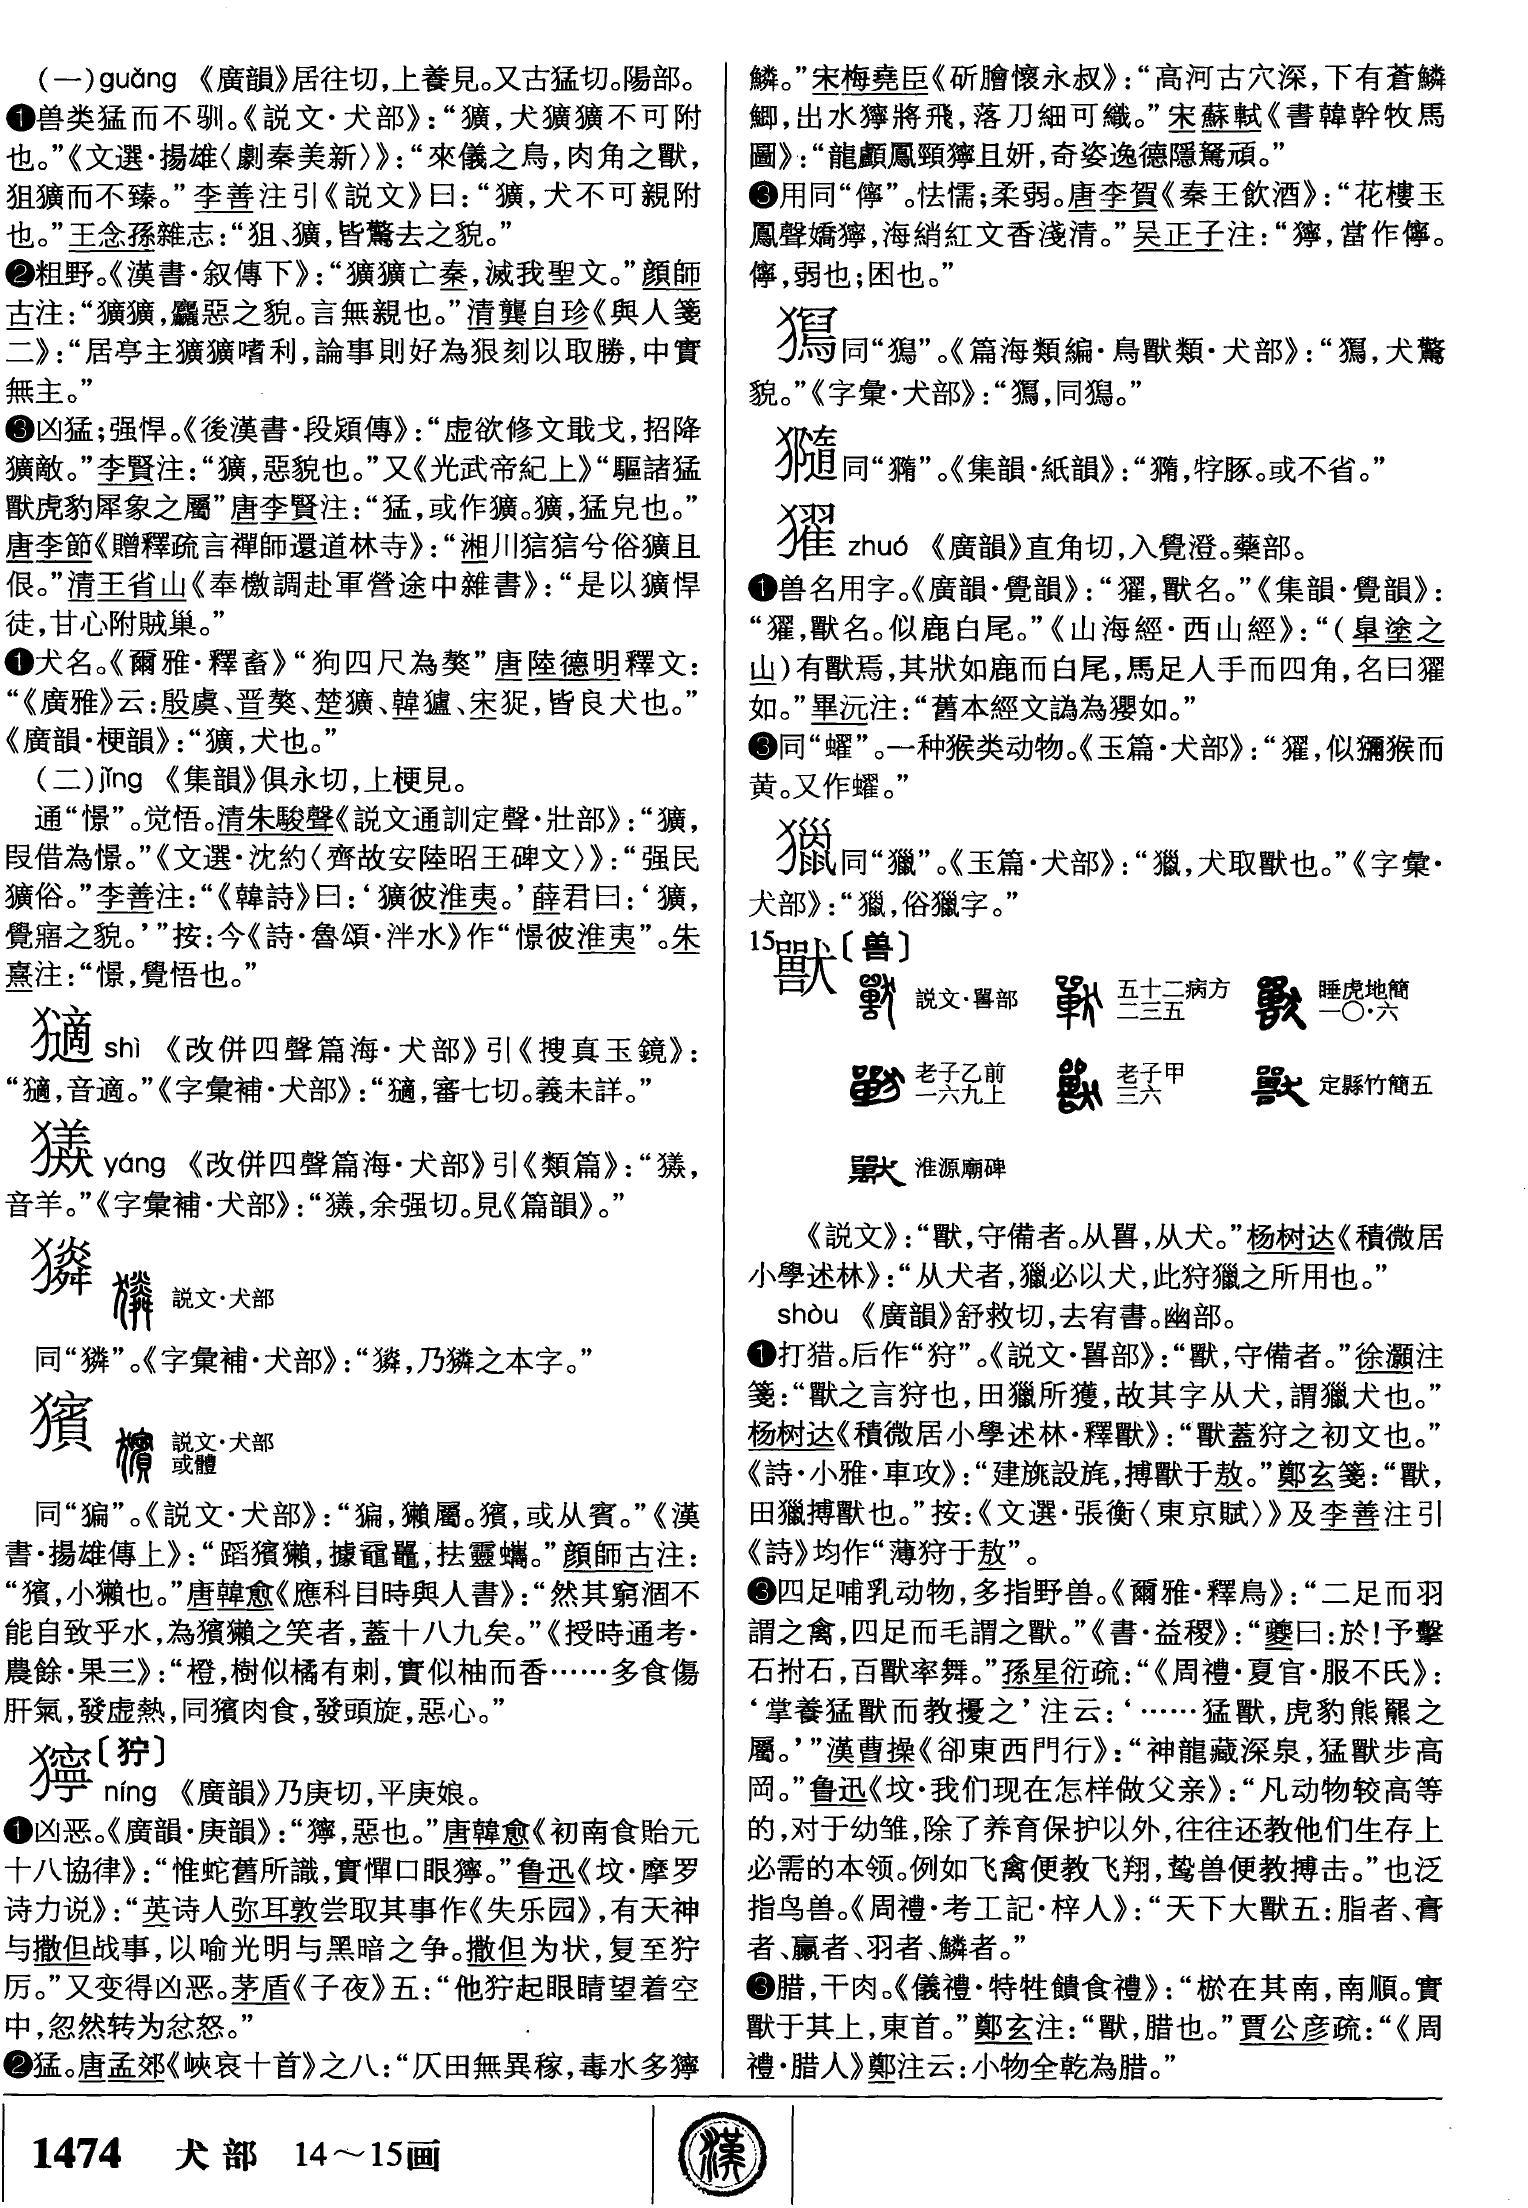 (一)guǎng 《廣韻》居往切,上養見。又古猛切。陽部。
❶兽类猛而不驯。《説文·犬部》:“獷,犬獷獷不可附
也。”《文選·揚雄〈劇秦美新〉》:“來儀之鳥,肉角之獸,
狙獷而不臻。”李善注引《説文》曰:“獷,犬不可親附
也。”王念孫雜志:“狙、獷,皆驚去之貌。”
❷粗野。《漢書·叙傳下》:“獷獷亡秦,滅我聖文。”顔師
古注:“獷獷,麤惡之貌。言無親也。”清龔自珍《與人箋
二》:“居亭主獷獷嗜利,論事則好為狠刻以取勝,中實
無主。”
❸凶猛;强悍。《後漢書·段熲傳》:“虚欲修文戢戈,招降
獷敵。”李賢注:“獷,惡貌也。”又《光武帝紀上》“驅諸猛
獸虎豹犀象之屬”唐李賢注:“猛,或作獷。獷,猛皃也。”
唐李節《贈釋疏言禪師還道林寺》:“湘川狺狺兮俗獷且
佷。”清王省山《奉檄調赴軍營途中雜書》:“是以獷悍
徒,甘心附賊巢。”
❶犬名。《爾雅·釋畜》“狗四尺為獒”唐陸德明釋文:
“《廣雅》云:殷虞、晋獒、楚獷、韓獹、宋㹱,皆良犬也。”
《廣韻·梗韻》:“獷,犬也。”
(二)jǐng 《集韻》俱永切,上梗見。
通“憬”。觉悟。清朱駿聲《説文通訓定聲·壯部》:“獷,
叚借為憬。”《文選·沈約〈齊故安陸昭王碑文〉》:“强民
獷俗。”李善注:“《韓詩》曰:‘獷彼淮夷。’薛君曰:‘獷,
覺寤之貌。’”按:今《詩·魯頌·泮水》作“憬彼淮夷”。朱
熹注:“憬,覺悟也。”
shì 《改併四聲篇海·犬部》引《搜真玉鏡》:
音適。”《字彙補·犬部》:審七切。義未詳。”
yáng 《改併四聲篇海·犬部》引《類篇》:
音羊。”《字彙補·犬部》:余强切。見《篇韻》。”
説文·犬部
同“獜”。《字彙補·犬部》:乃獜之本字。”
獱
説文·犬部
或體
同“猵”。《説文·犬部》:“猵,獺屬。獱,或从賓。”《漢
書·揚雄傳上》:“蹈獱獺,據黿鼉,抾靈蠵。”顔師古注:
“獱,小獺也。”唐韓愈《應科目時與人書》:“然其窮涸不
能自致乎水,為獱獺之笑者,蓋十八九矣。”《授時通考·
農餘·果三》:“橙,樹似橘有刺,實似柚而香……多食傷
肝氣,發虚熱,同獱肉食,發頭旋,惡心。”
獰〔狞〕
níng 《廣韻》乃庚切,平庚娘。
❶凶恶。《廣韻·庚韻》:“獰,惡也。”唐韓愈《初南食貽元
十八協律》:“惟蛇舊所識,實憚口眼獰。”鲁迅《坟·摩罗
诗力说》:“英诗人弥耳敦尝取其事作《失乐园》,有天神
与撒但战事,以喻光明与黑暗之争。撒但为状,复至狞
厉。”又变得凶恶。茅盾《子夜》五:“他狞起眼睛望着空
中,忽然转为忿怒。”
❷猛。唐孟郊《峽哀十首》之八:“仄田無異稼,毒水多獰
鱗。”宋梅堯臣《斫膾懷永叔》:“高河古穴深,下有蒼鱗
鯽,出水獰將飛,落刀細可織。”宋蘇軾《書韓幹牧馬
圖》:“龍顱鳳頸獰且妍,奇姿逸德隱駑頑。”
❸用同“儜”。怯懦;柔弱。唐李賀《秦王飲酒》:“花樓玉
鳳聲嬌獰,海綃紅文香淺清。”吴正子注:“獰,當作儜。
儜,弱也;困也。”
《篇海類編·鳥獸類·犬部》:犬驚
貌。”《字彙·犬部》:
《集韻·紙韻》:㹔豚。或不省。”
玃 zhuó 《廣韻》直角切,入覺澄。藥部。
❶兽名用字。《廣韻·覺韻》:獸名。”《集韻·覺韻》:
獸名。似鹿白尾。”《山海經·西山經》:“(皐塗之
山)有獸焉,其狀如鹿而白尾,馬足人手而四角,名曰
如。”畢沅注:“舊本經文譌為玃如。”
❸同“蠗”。一种猴类动物。《玉篇·犬部》:似獼猴而
黄。又作蠗。”
同“獵”。《玉篇·犬部》:“獵,犬取獸也。”《字彙·
犬部》:俗獵字。”
15獸〔兽〕
説文·嘼部
五十二病方
二三五
睡虎地簡
一〇·六
老子乙前
一六九上
老子甲
三六
定縣竹簡五
淮源廟碑
《説文》:“獸,守備者。从嘼,从犬。”杨树达《積微居
小學述林》:“从犬者,獵必以犬,此狩獵之所用也。”
shòu 《廣韻》舒救切,去宥書。幽部。
❶打猎。后作“狩”。《説文·嘼部》:“獸,守備者。”徐灝注
箋:“獸之言狩也,田獵所獲,故其字从犬,謂獵犬也。”
杨树达《積微居小學述林·釋獸》:“獸蓋狩之初文也。”
《詩·小雅·車攻》:“建旐設旄,搏獸于敖。”鄭玄箋:“獸,
田獵搏獸也。”按:《文選·張衡〈東京賦〉》及李善注引
《詩》均作“薄狩于敖”。
❸四足哺乳动物,多指野兽。《爾雅·釋鳥》:“二足而羽
謂之禽,四足而毛謂之獸。”《書·益稷》:“夔曰:於!予擊
石拊石,百獸率舞。”孫星衍疏:“《周禮·夏官·服不氏》:
‘掌養猛獸而教擾之’注云:‘……猛獸,虎豹熊羆之
屬。’”漢曹操《卻東西門行》:“神龍藏深泉,猛獸步高
岡。”鲁迅《坟·我们现在怎样做父亲》:“凡动物较高等
的,对于幼雏,除了养育保护以外,往往还教他们生存上
必需的本领。例如飞禽便教飞翔,鸷兽便教搏击。”也泛
指鸟兽。《周禮·考工記·梓人》:“天下大獸五:脂者、膏
者、臝者、羽者、鱗者。”
❸腊,干肉。《儀禮·特牲饋食禮》:“棜在其南,南順。實
獸于其上,東首。”鄭玄注:“獸,腊也。”賈公彦疏:“《周
禮·腊人》鄭注云:小物全乾為腊。”
1474 犬部 14～15画
漢